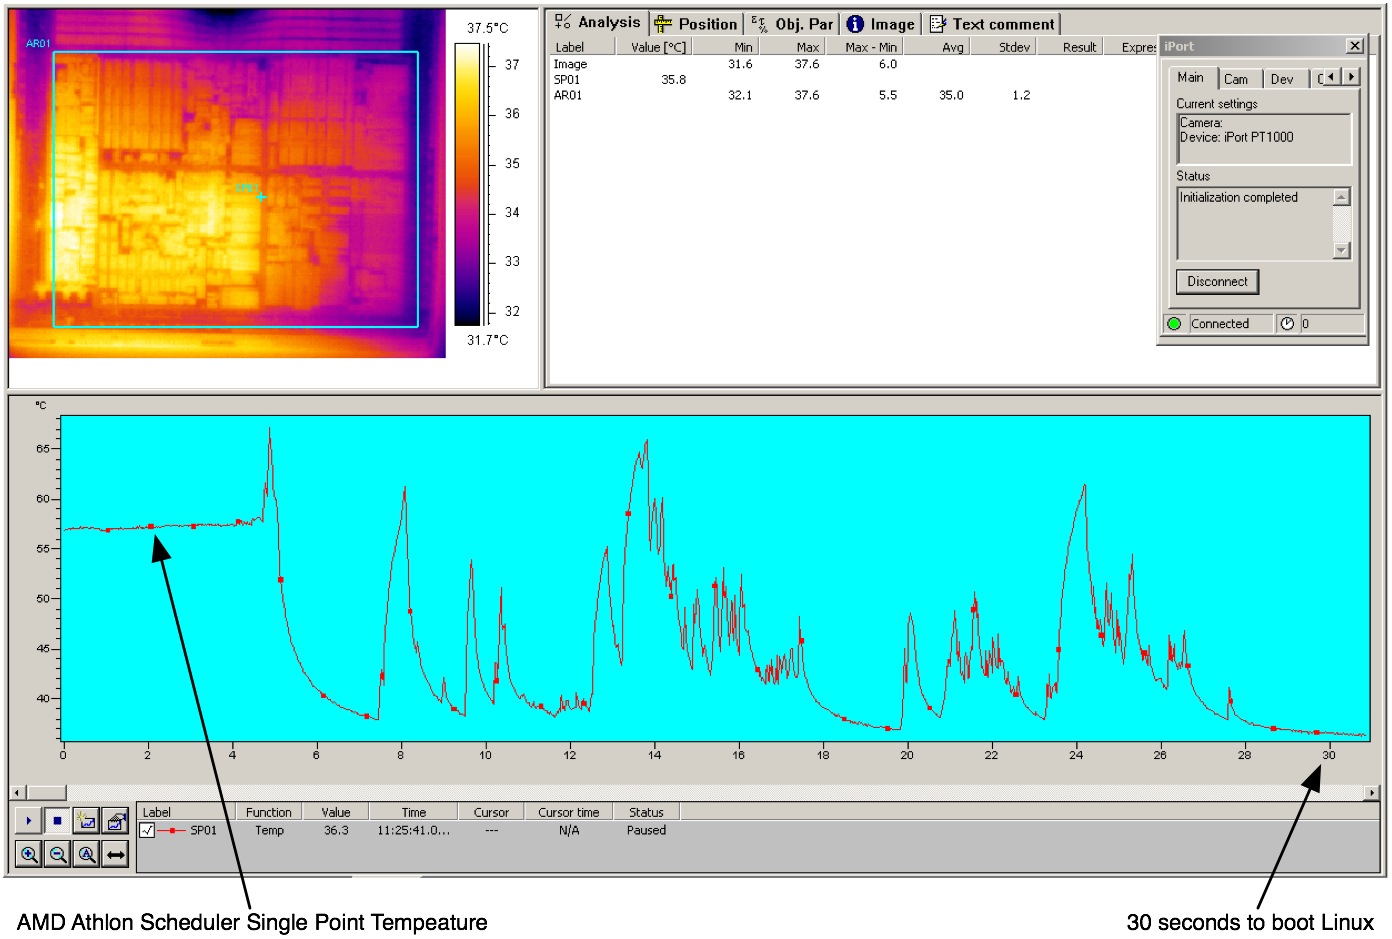 37.5°C
AR01
SP01
37
36
35
34
33
32
31.7°C
Analysis Position Obj. Par Image Text comment
Label Value [°C] Min Max Max - Min Avg Stdev Result Expres
Image 31.6 37.6 6.0
SP01 35.8
AR01 32.1 37.6 5.5 35.0 1.2
iPort
Main Cam Dev
Current settings
Camera:
Device: iPort PT1000
Status
Initialization completed
Disconnect
Connected 0
°C
65
60
55
50
45
40
0 2 4 6 8 10 12 14 16 18 20 22 24 26 28 30
Label Function Value Time Cursor Cursor time Status
SP01 Temp 36.3 11:25:41.0... --- N/A Paused
AMD Athlon Scheduler Single Point Tempeature
30 seconds to boot Linux